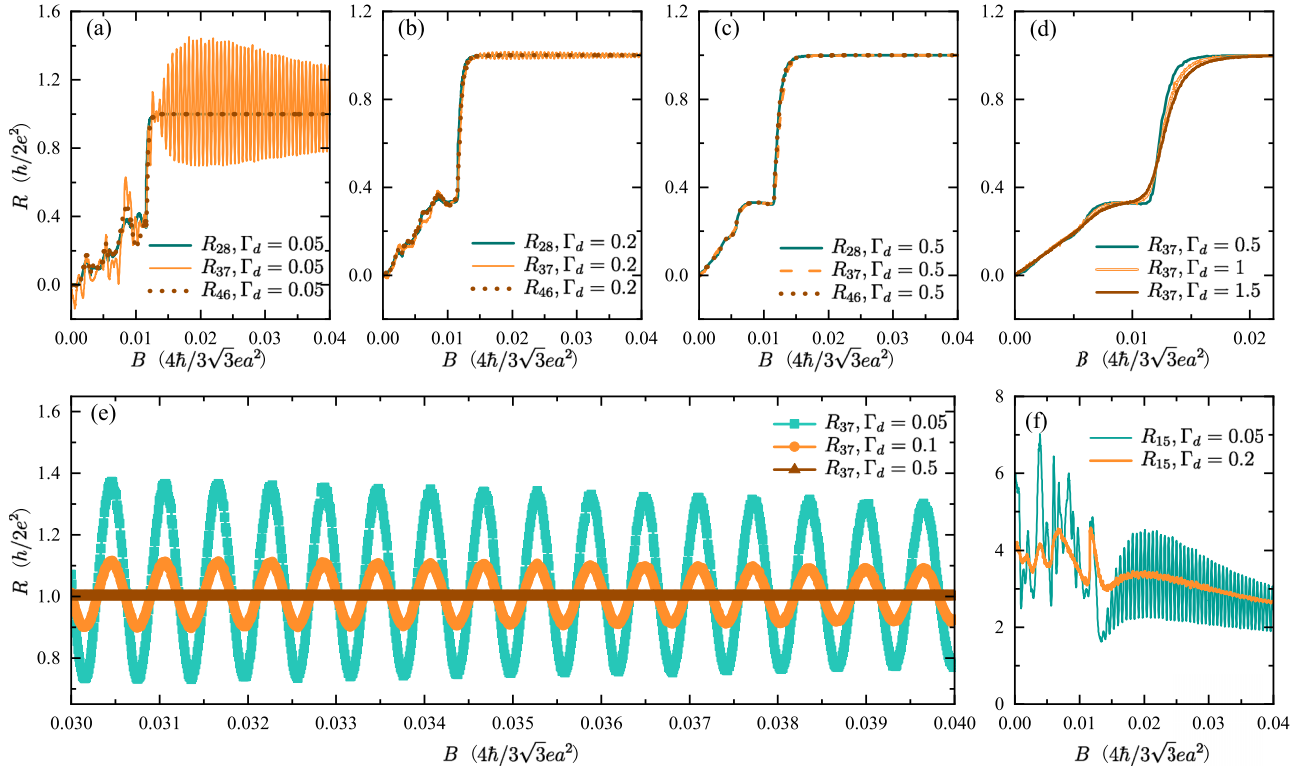 (a)
R (h/2e²)
1.6
1.2
0.8
0.4
0.0
R₂₈, Γ_d = 0.05
R₃₇, Γ_d = 0.05
R₄₆, Γ_d = 0.05
0.00 0.01 0.02 0.03 0.04
B (4ħ/3√3ea²)
(b)
1.2
0.8
0.4
0.0
R₂₈, Γ_d = 0.2
R₃₇, Γ_d = 0.2
R₄₆, Γ_d = 0.2
0.00 0.01 0.02 0.03 0.04
B (4ħ/3√3ea²)
(c)
1.2
0.8
0.4
0.0
R₂₈, Γ_d = 0.5
R₃₇, Γ_d = 0.5
R₄₆, Γ_d = 0.5
0.00 0.01 0.02 0.03 0.04
B (4ħ/3√3ea²)
(d)
1.2
0.8
0.4
0.0
R₃₇, Γ_d = 0.5
R₃₇, Γ_d = 1
R₃₇, Γ_d = 1.5
0.00 0.01 0.02
B (4ħ/3√3ea²)
(e)
R (h/2e²)
1.6
1.4
1.2
1.0
0.8
R₃₇, Γ_d = 0.05
R₃₇, Γ_d = 0.1
R₃₇, Γ_d = 0.5
0.030 0.031 0.032 0.033 0.034 0.035 0.036 0.037 0.038 0.039 0.040
B (4ħ/3√3ea²)
(f)
8
6
4
2
0
R₁₅, Γ_d = 0.05
R₁₅, Γ_d = 0.2
0.00 0.01 0.02 0.03 0.04
B (4ħ/3√3ea²)